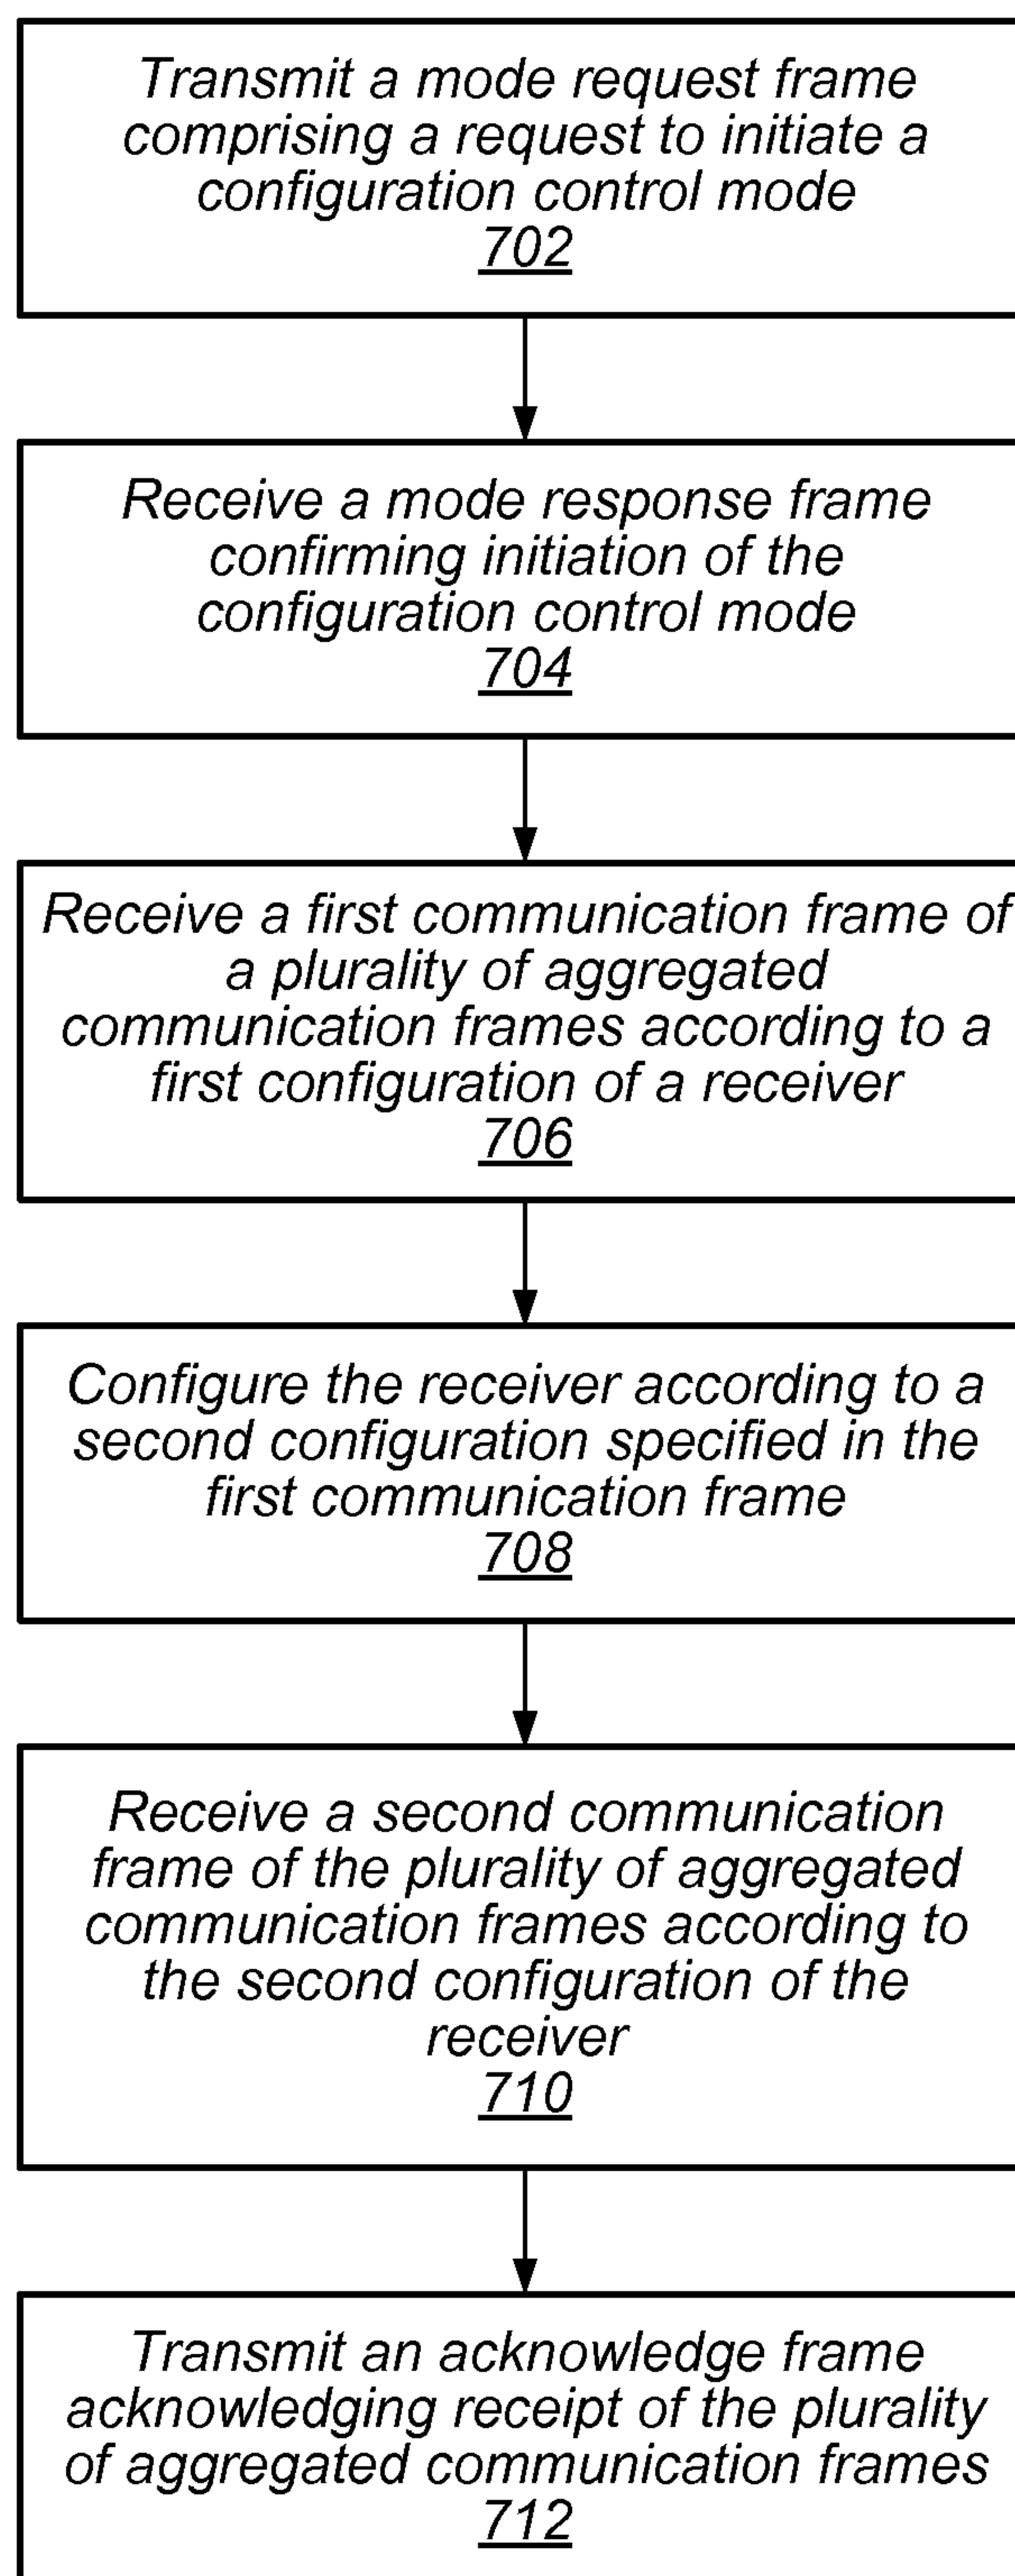 Transmit a mode request frame
comprising a request to initiate a
configuration control mode
702
Receive a mode response frame
confirming initiation of the
configuration control mode
704
Receive a first communication frame of
a plurality of aggregated
communication frames according to a
first configuration of a receiver
706
Configure the receiver according to a
second configuration specified in the
first communication frame
708
Receive a second communication
frame of the plurality of aggregated
communication frames according to
the second configuration of the
receiver
710
Transmit an acknowledge frame
acknowledging receipt of the plurality
of aggregated communication frames
712